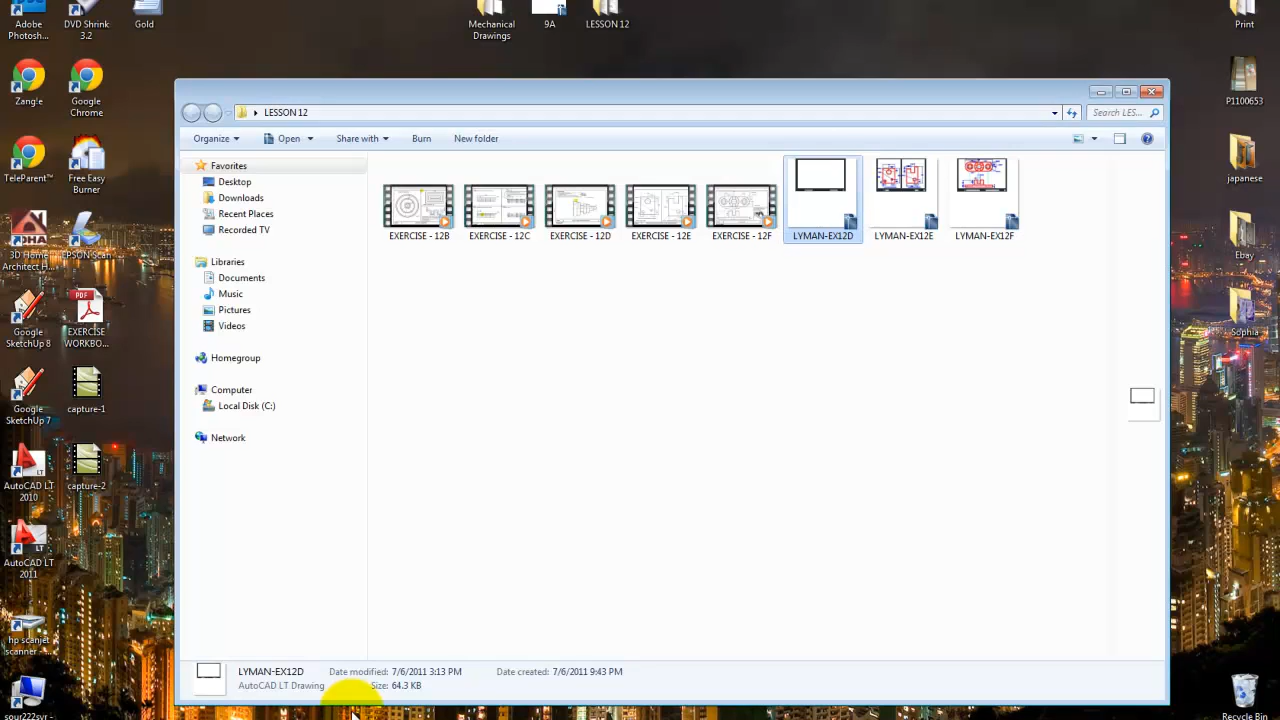 Adobe
Photosh...
DVD Shrink
3.2
Gold
Mechanical
Drawings
9A
LESSON 12
Print
Zangle
Google
Chrome
P1100653
LESSON 12
Search LES...
Organize
Open
Share with
Burn
New folder
TeleParent™
Free Easy
Burner
japanese
Favorites
Desktop
Downloads
Recent Places
Recorded TV
EXERCISE - 12B
EXERCISE - 12C
EXERCISE - 12D
EXERCISE - 12E
EXERCISE - 12F
LYMAN-EX12D
LYMAN-EX12E
LYMAN-EX12F
3D Home
Architect H...
EPSON Scan
Ebay
Libraries
Documents
Music
Pictures
Videos
PDF
Google
SketchUp 8
EXERCISE
WORKBO...
Sophia
Homegroup
Computer
Local Disk (C:)
Google
SketchUp 7
capture-1
Network
LT
AutoCAD LT
2010
capture-2
LT
AutoCAD LT
2011
hp scanjet
scanner -...
LYMAN-EX12D
Date modified: 7/6/2011 3:13 PM
Date created: 7/6/2011 9:43 PM
AutoCAD LT Drawing
Size: 64.3 KB
sour222syr -
Recycle Bin